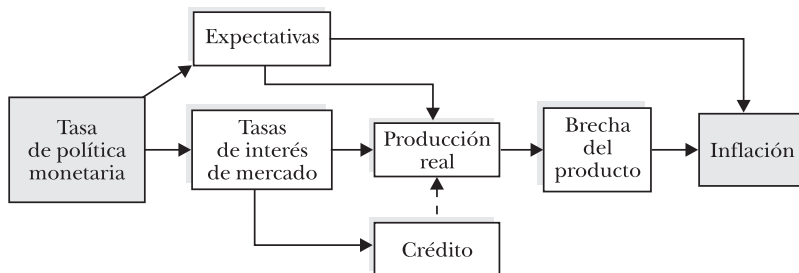 Expectativas
Tasa
de política
monetaria
Tasas
de interés
de mercado
Producción
real
Brecha
del
producto
Inflación
Crédito